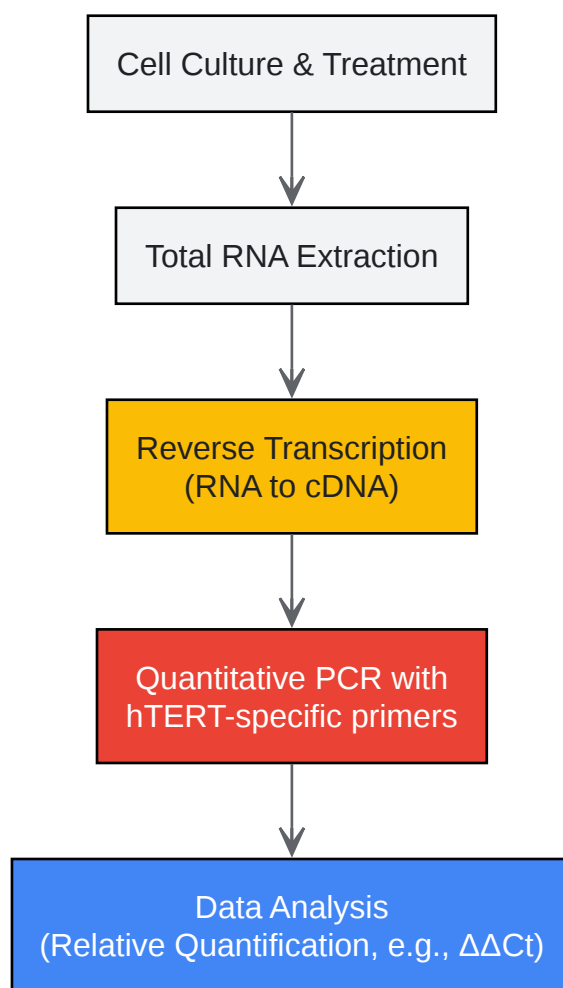 Cell Culture & Treatment
Total RNA Extraction
Reverse Transcription
(RNA to cDNA)
Quantitative PCR with
hTERT-specific primers
Data Analysis
(Relative Quantification, e.g., ΔΔCt)